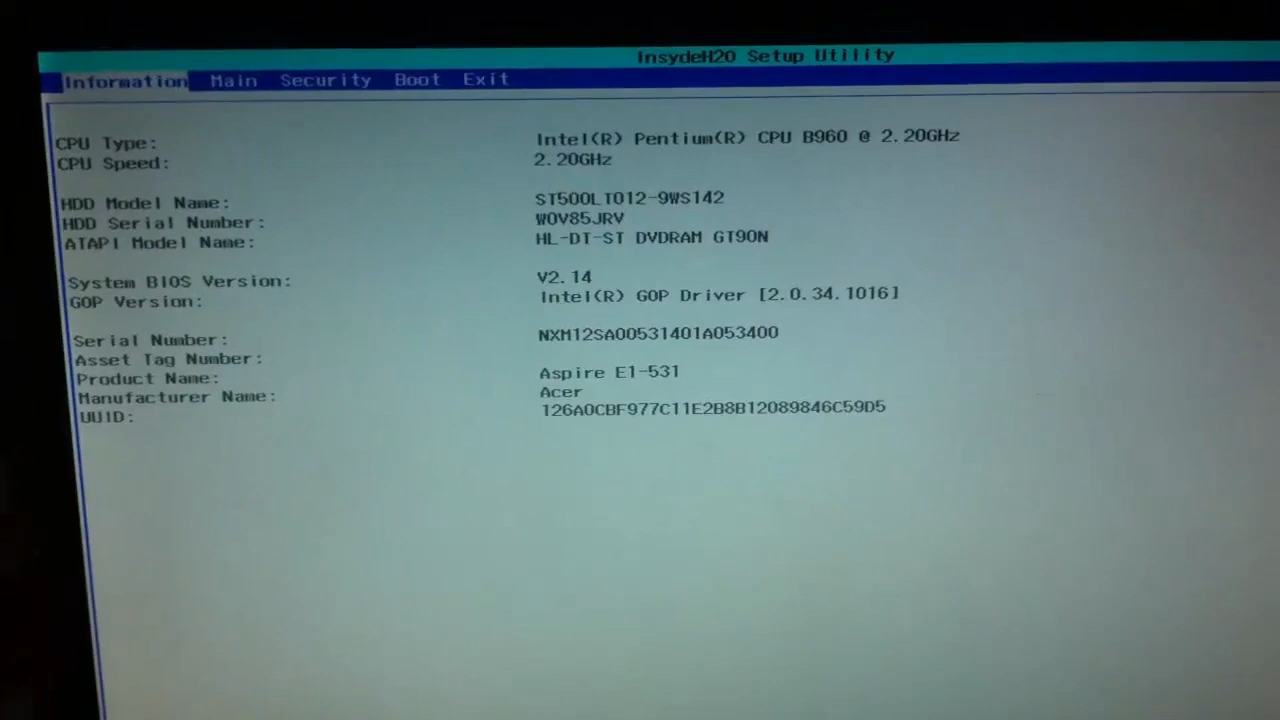 InsydeH20 Setup Utility
Information Main Security Boot Exit
CPU Type: Intel(R) Pentium(R) CPU B960 @ 2.20GHz
CPU Speed: 2.20GHz
HDD Model Name: ST500LT012-9WS142
HDD Serial Number: W0V85JRV
ATAPI Model Name: HL-DT-ST DVDRAM GT90N
System BIOS Version: V2.14
GOP Version: Intel(R) GOP Driver [2.0.34.1016]
Serial Number: NXM12SA00531401A053400
Asset Tag Number:
Product Name: Aspire E1-531
Manufacturer Name: Acer
UUID: 126A0CBF977C11E2B8B12089846C59D5